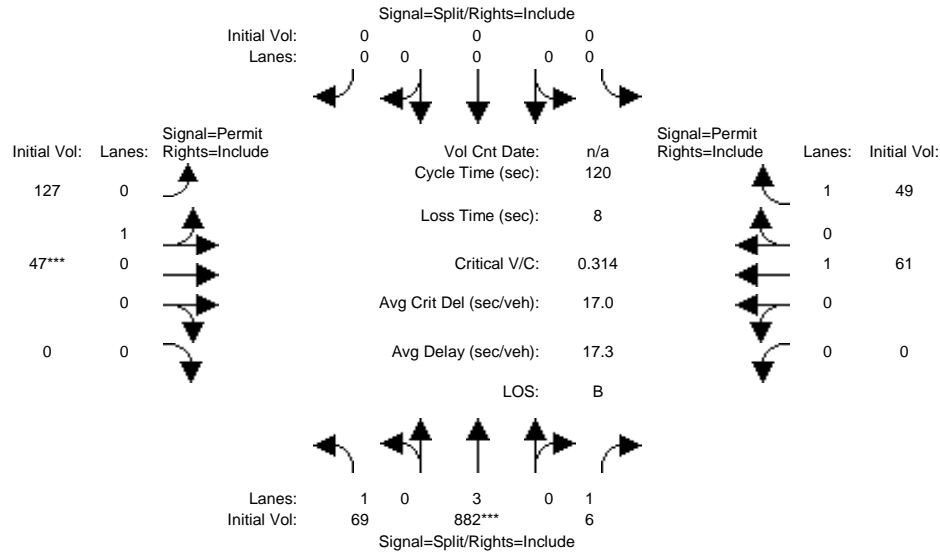 Signal=Split/Rights=Include
Initial Vol: 0 0 0
Lanes: 0 0 0 0 0
Signal=Permit
Initial Vol: Lanes: Rights=Include
Vol Cnt Date: n/a
Signal=Permit
Rights=Include Lanes: Initial Vol:
Cycle Time (sec): 120
127 0 1 49
Loss Time (sec): 8
1 0
47*** 0 Critical V/C: 0.314 1 61
0 Avg Crit Del (sec/veh): 17.0 0
0 0 Avg Delay (sec/veh): 17.3 0 0
LOS: B
Lanes: 1 0 3 0 1
Initial Vol: 69 882*** 6
Signal=Split/Rights=Include